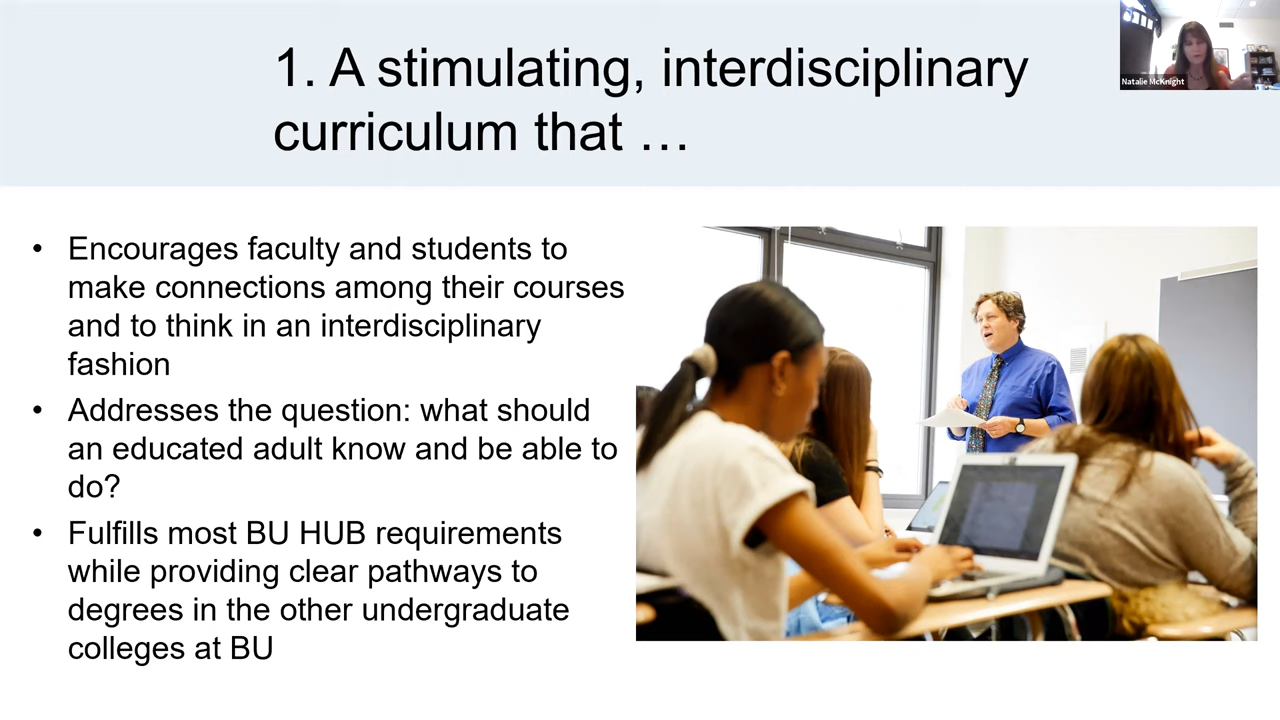 1. A stimulating, interdisciplinary
curriculum that …
Natalie McKnight
• Encourages faculty and students to
make connections among their courses
and to think in an interdisciplinary
fashion
• Addresses the question: what should
an educated adult know and be able to
do?
• Fulfills most BU HUB requirements
while providing clear pathways to
degrees in the other undergraduate
colleges at BU